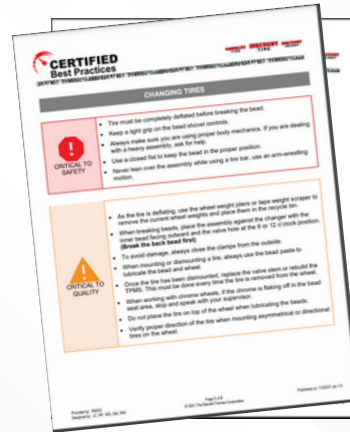 CERTIFIED
Best Practices
DISCOUNT
TIRE
CHANGING TIRES
CRITICAL TO
SAFETY
• Tire must be completely deflated before breaking the bead.
• Keep a light grip on the bead shovel controls.
• Always make sure you are using proper body mechanics. If you are dealing
with a heavy assembly, ask for help.
• Use a closed fist to keep the bead in the proper position.
• Never lean over the assembly while using a tire bar, use an arm-wrestling
motion.
CRITICAL TO
QUALITY
• As the tire is deflating, use the wheel weight pliers or tape weight scraper to
remove the current wheel weights and place them in the recycle bin.
• When breaking beads, place the assembly against the changer with the
inner bead facing outward and the valve hole at the 6 or 12 o'clock position.
(Break the back bead first)
• To avoid damage, always close the clamps from the outside.
• When mounting or dismounting a tire, always use the bead paste to
lubricate the bead and wheel.
• Once the tire has been dismounted, replace the valve stem or rebuild the
TPMS. This must be done every time the tire is removed from the wheel.
• When working with chrome wheels, if the chrome is flaking off in the bead
seat area, stop and speak with your supervisor.
• Do not place the tire on top of the wheel when lubricating the beads.
• Verify proper direction of the tire when mounting asymmetrical or directional
tires on the wheel.